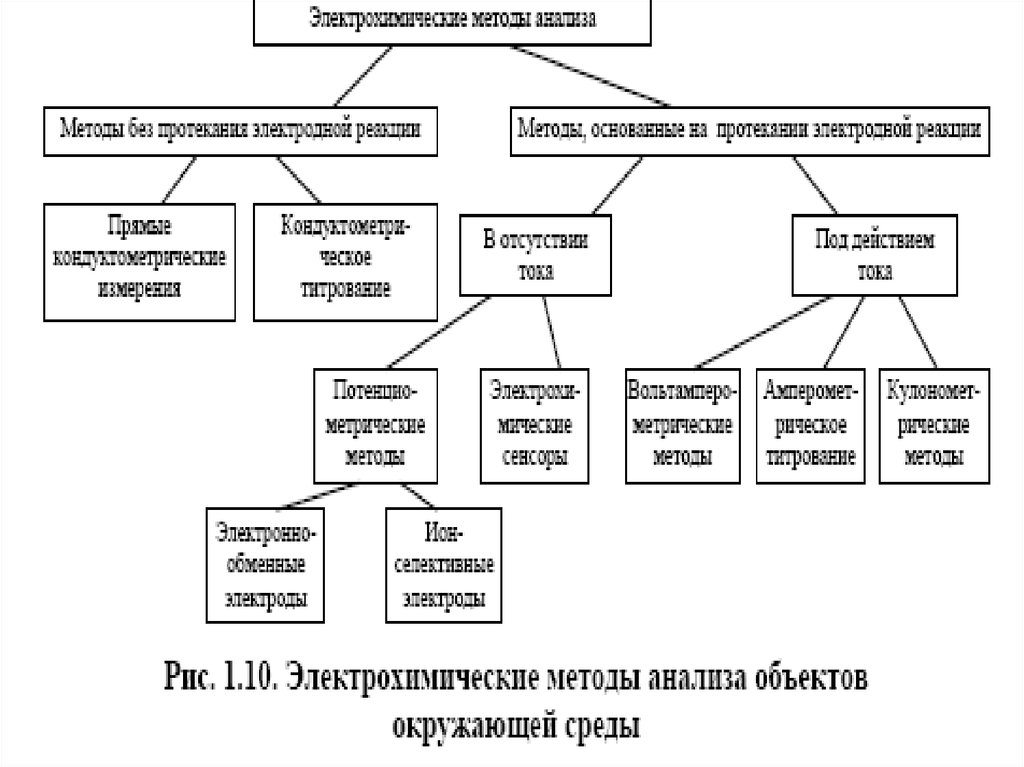 Электрохимические методы анализа
Методы без протекания электродной реакции
Методы, основанные на протекании электродной реакции
Прямые
кондуктометрические
измерения
Кондуктометри-
ческое
титрование
В отсутствии
тока
Под действием
тока
Потенцио-
метрические
методы
Электрохи-
мические
сенсоры
Вольтамперо-
метрические
методы
Амперомет-
рическое
титрование
Кулономет-
рические
методы
Электронно-
обменные
электроды
Ион-
селективные
электроды
Рис. 1.10. Электрохимические методы анализа объектов
окружающей среды